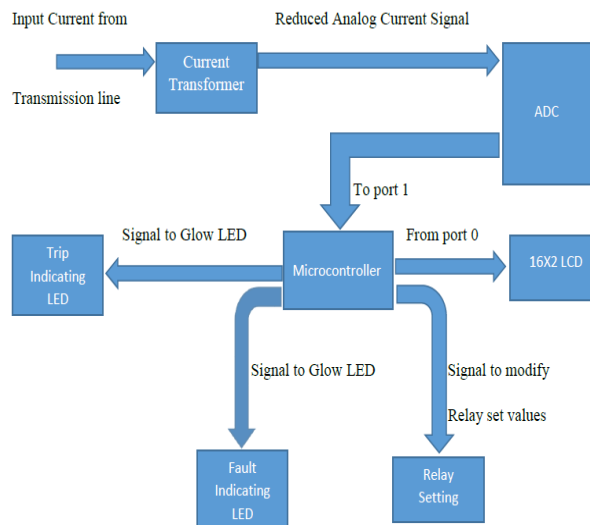 Input Current from
Reduced Analog Current Signal
Current
Transformer
Transmission line
ADC
To port 1
Signal to Glow LED
From port 0
Trip
Indicating
LED
Microcontroller
16X2 LCD
Signal to Glow LED
Signal to modify
Relay set values
Fault
Indicating
LED
Relay
Setting